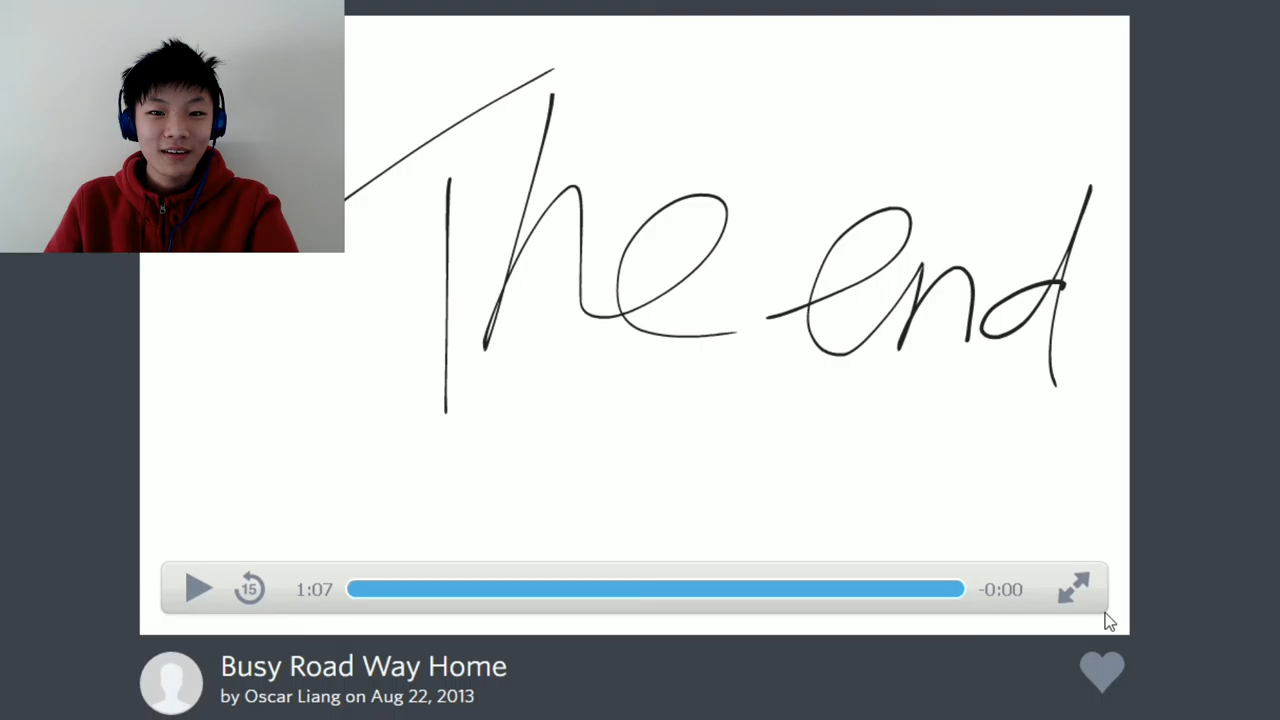 The end
15
1:07
-0:00
Busy Road Way Home
by Oscar Liang on Aug 22, 2013